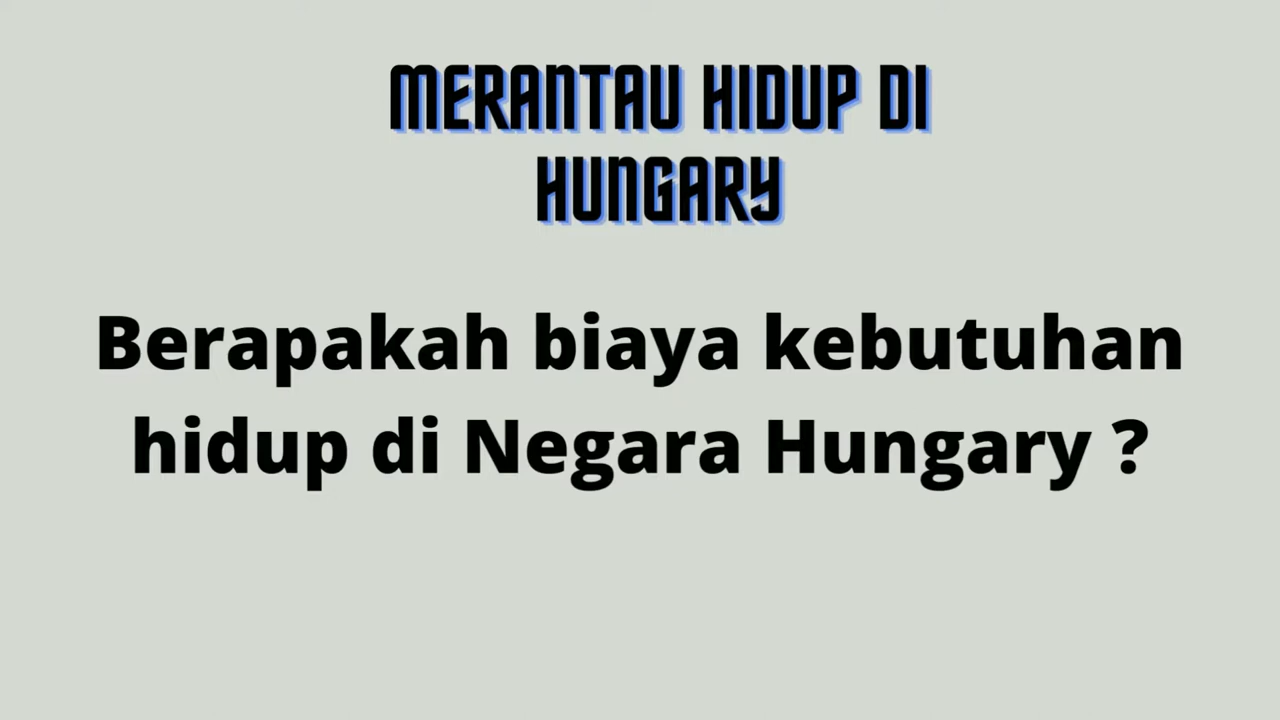 MERANTAU HIDUP DI
HUNGARY
Berapakah biaya kebutuhan
hidup di Negara Hungary ?